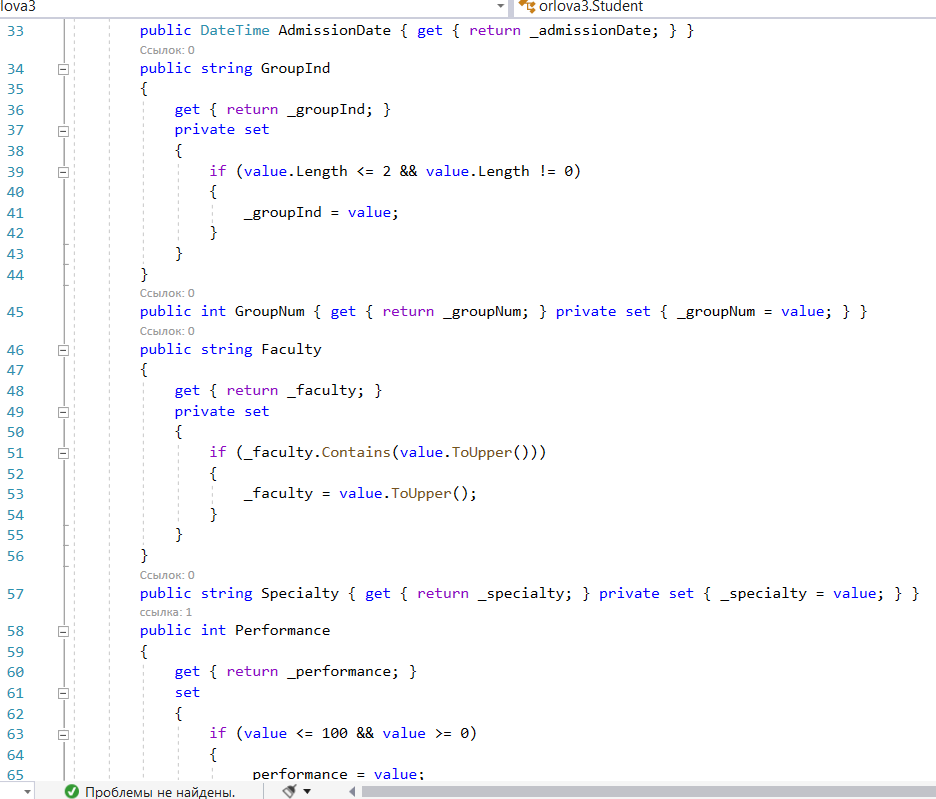 lova3 orlova3.Student
33 public DateTime AdmissionDate { get { return _admissionDate; } }
Ссылок: 0
34 public string GroupInd
35 {
36 get { return _groupInd; }
37 private set
38 {
39 if (value.Length <= 2 && value.Length != 0)
40 {
41 _groupInd = value;
42 }
43 }
44 }
Ссылок: 0
45 public int GroupNum { get { return _groupNum; } private set { _groupNum = value; } }
Ссылок: 0
46 public string Faculty
47 {
48 get { return _faculty; }
49 private set
50 {
51 if (_faculty.Contains(value.ToUpper()))
52 {
53 _faculty = value.ToUpper();
54 }
55 }
56 }
Ссылок: 0
57 public string Specialty { get { return _specialty; } private set { _specialty = value; } }
ссылка: 1
58 public int Performance
59 {
60 get { return _performance; }
61 set
62 {
63 if (value <= 100 && value >= 0)
64 {
65 performance = value;
Проблемы не найдены.